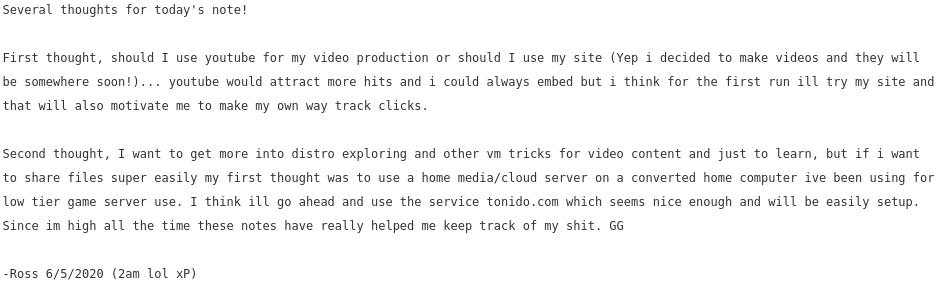 Several thoughts for today's note!
First thought, should I use youtube for my video production or should I use my site (Yep i decided to make videos and they will
be somewhere soon!)... youtube would attract more hits and i could always embed but i think for the first run ill try my site and
that will also motivate me to make my own way track clicks.
Second thought, I want to get more into distro exploring and other vm tricks for video content and just to learn, but if i want
to share files super easily my first thought was to use a home media/cloud server on a converted home computer ive been using for
low tier game server use. I think ill go ahead and use the service tonido.com which seems nice enough and will be easily setup.
Since im high all the time these notes have really helped me keep track of my shit. GG
-Ross 6/5/2020 (2am lol xP)